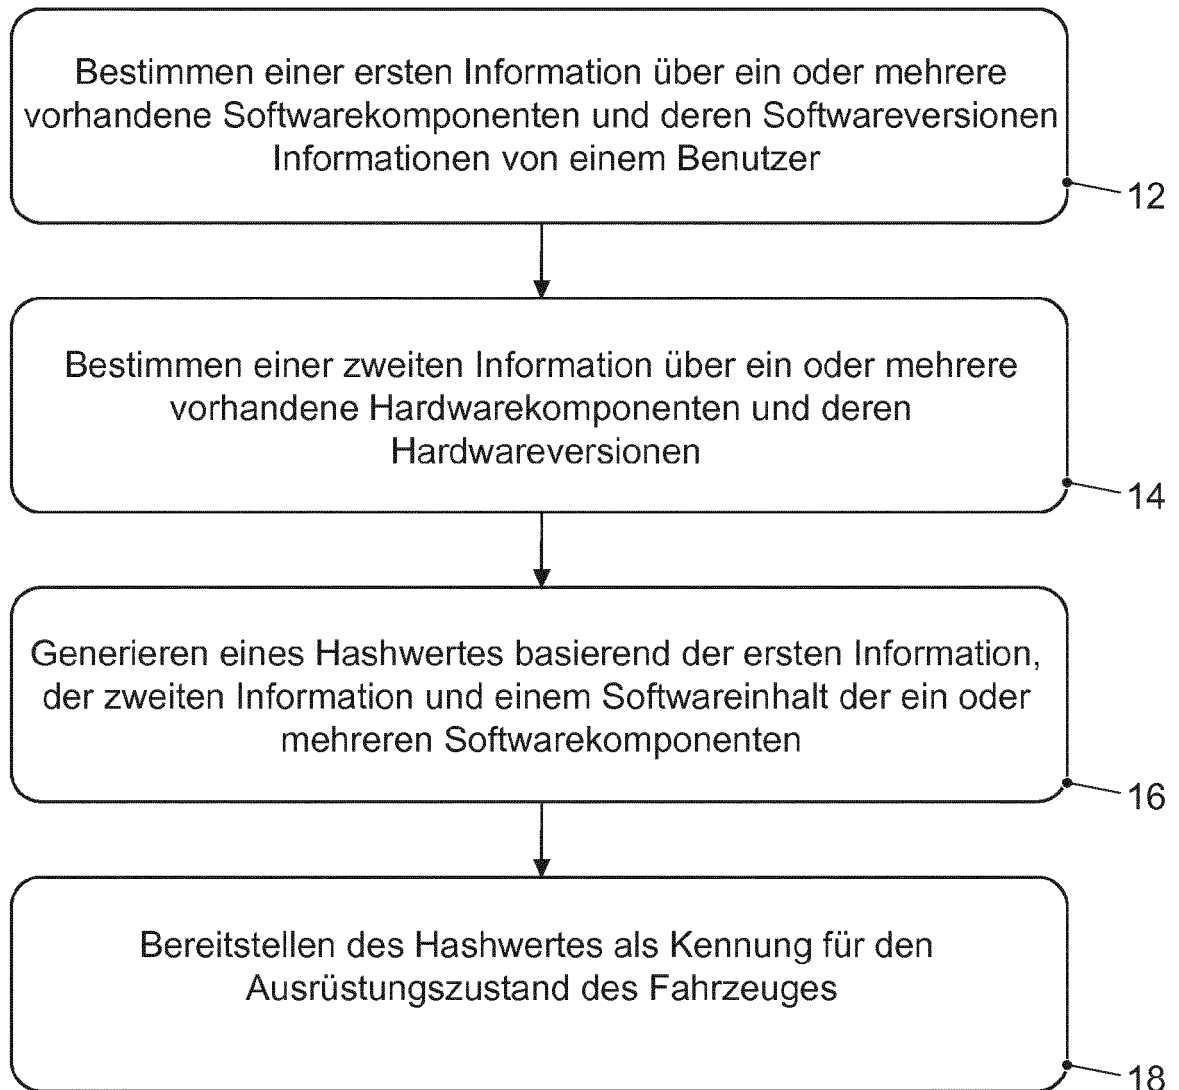 Bestimmen einer ersten Information über ein oder mehrere
vorhandene Softwarekomponenten und deren Softwareversionen
Informationen von einem Benutzer
12
Bestimmen einer zweiten Information über ein oder mehrere
vorhandene Hardwarekomponenten und deren
Hardwareversionen
14
Generieren eines Hashwertes basierend der ersten Information,
der zweiten Information und einem Softwareinhalt der ein oder
mehreren Softwarekomponenten
16
Bereitstellen des Hashwertes als Kennung für den
Ausrüstungszustand des Fahrzeuges
18